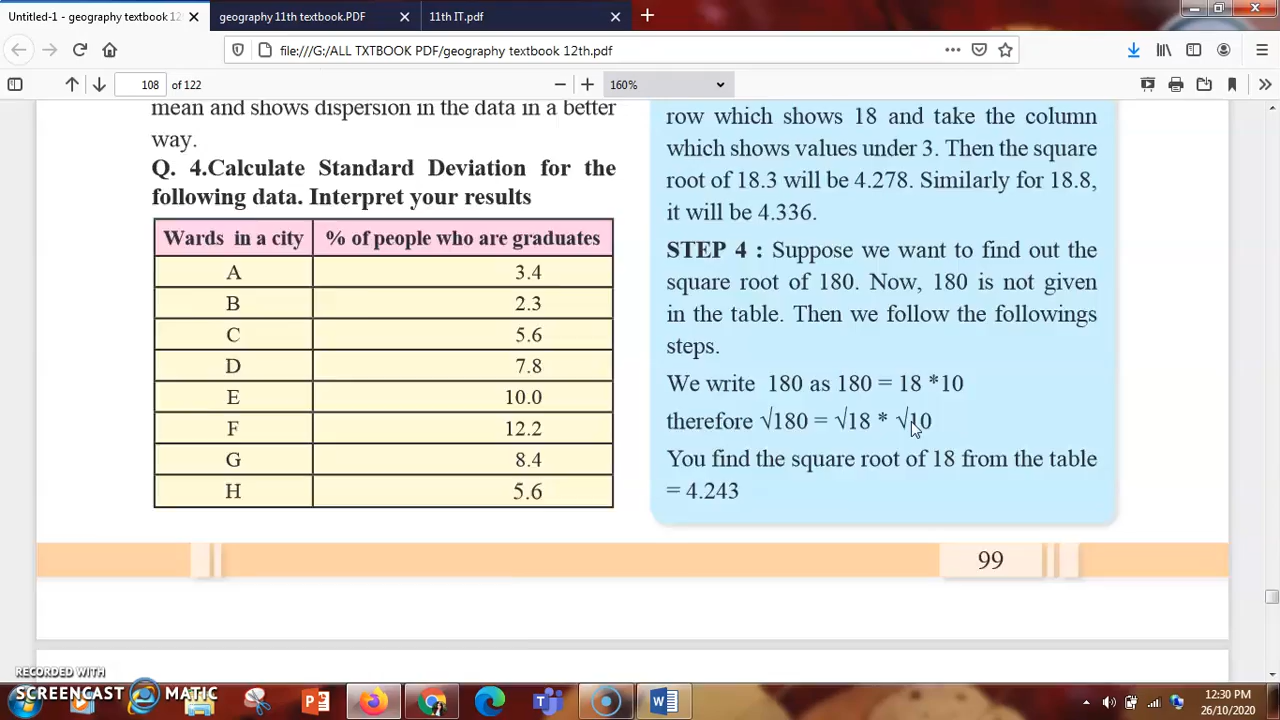 Untitled-1 - geography textbook 12
geography 11th textbook.PDF
11th IT.pdf
file:///G:/ALL TXTBOOK PDF/geography textbook 12th.pdf
108 of 122
160%
mean and shows dispersion in the data in a better
way.
Q. 4.Calculate Standard Deviation for the
following data. Interpret your results
Wards in a city % of people who are graduates
A 3.4
B 2.3
C 5.6
D 7.8
E 10.0
F 12.2
G 8.4
H 5.6
row which shows 18 and take the column
which shows values under 3. Then the square
root of 18.3 will be 4.278. Similarly for 18.8,
it will be 4.336.
STEP 4 : Suppose we want to find out the
square root of 180. Now, 180 is not given
in the table. Then we follow the followings
steps.
We write 180 as 180 = 18 *10
therefore √180 = √18 * √10
You find the square root of 18 from the table
= 4.243
99
RECORDED WITH
SCREENCAST MATIC
12:30 PM
26/10/2020